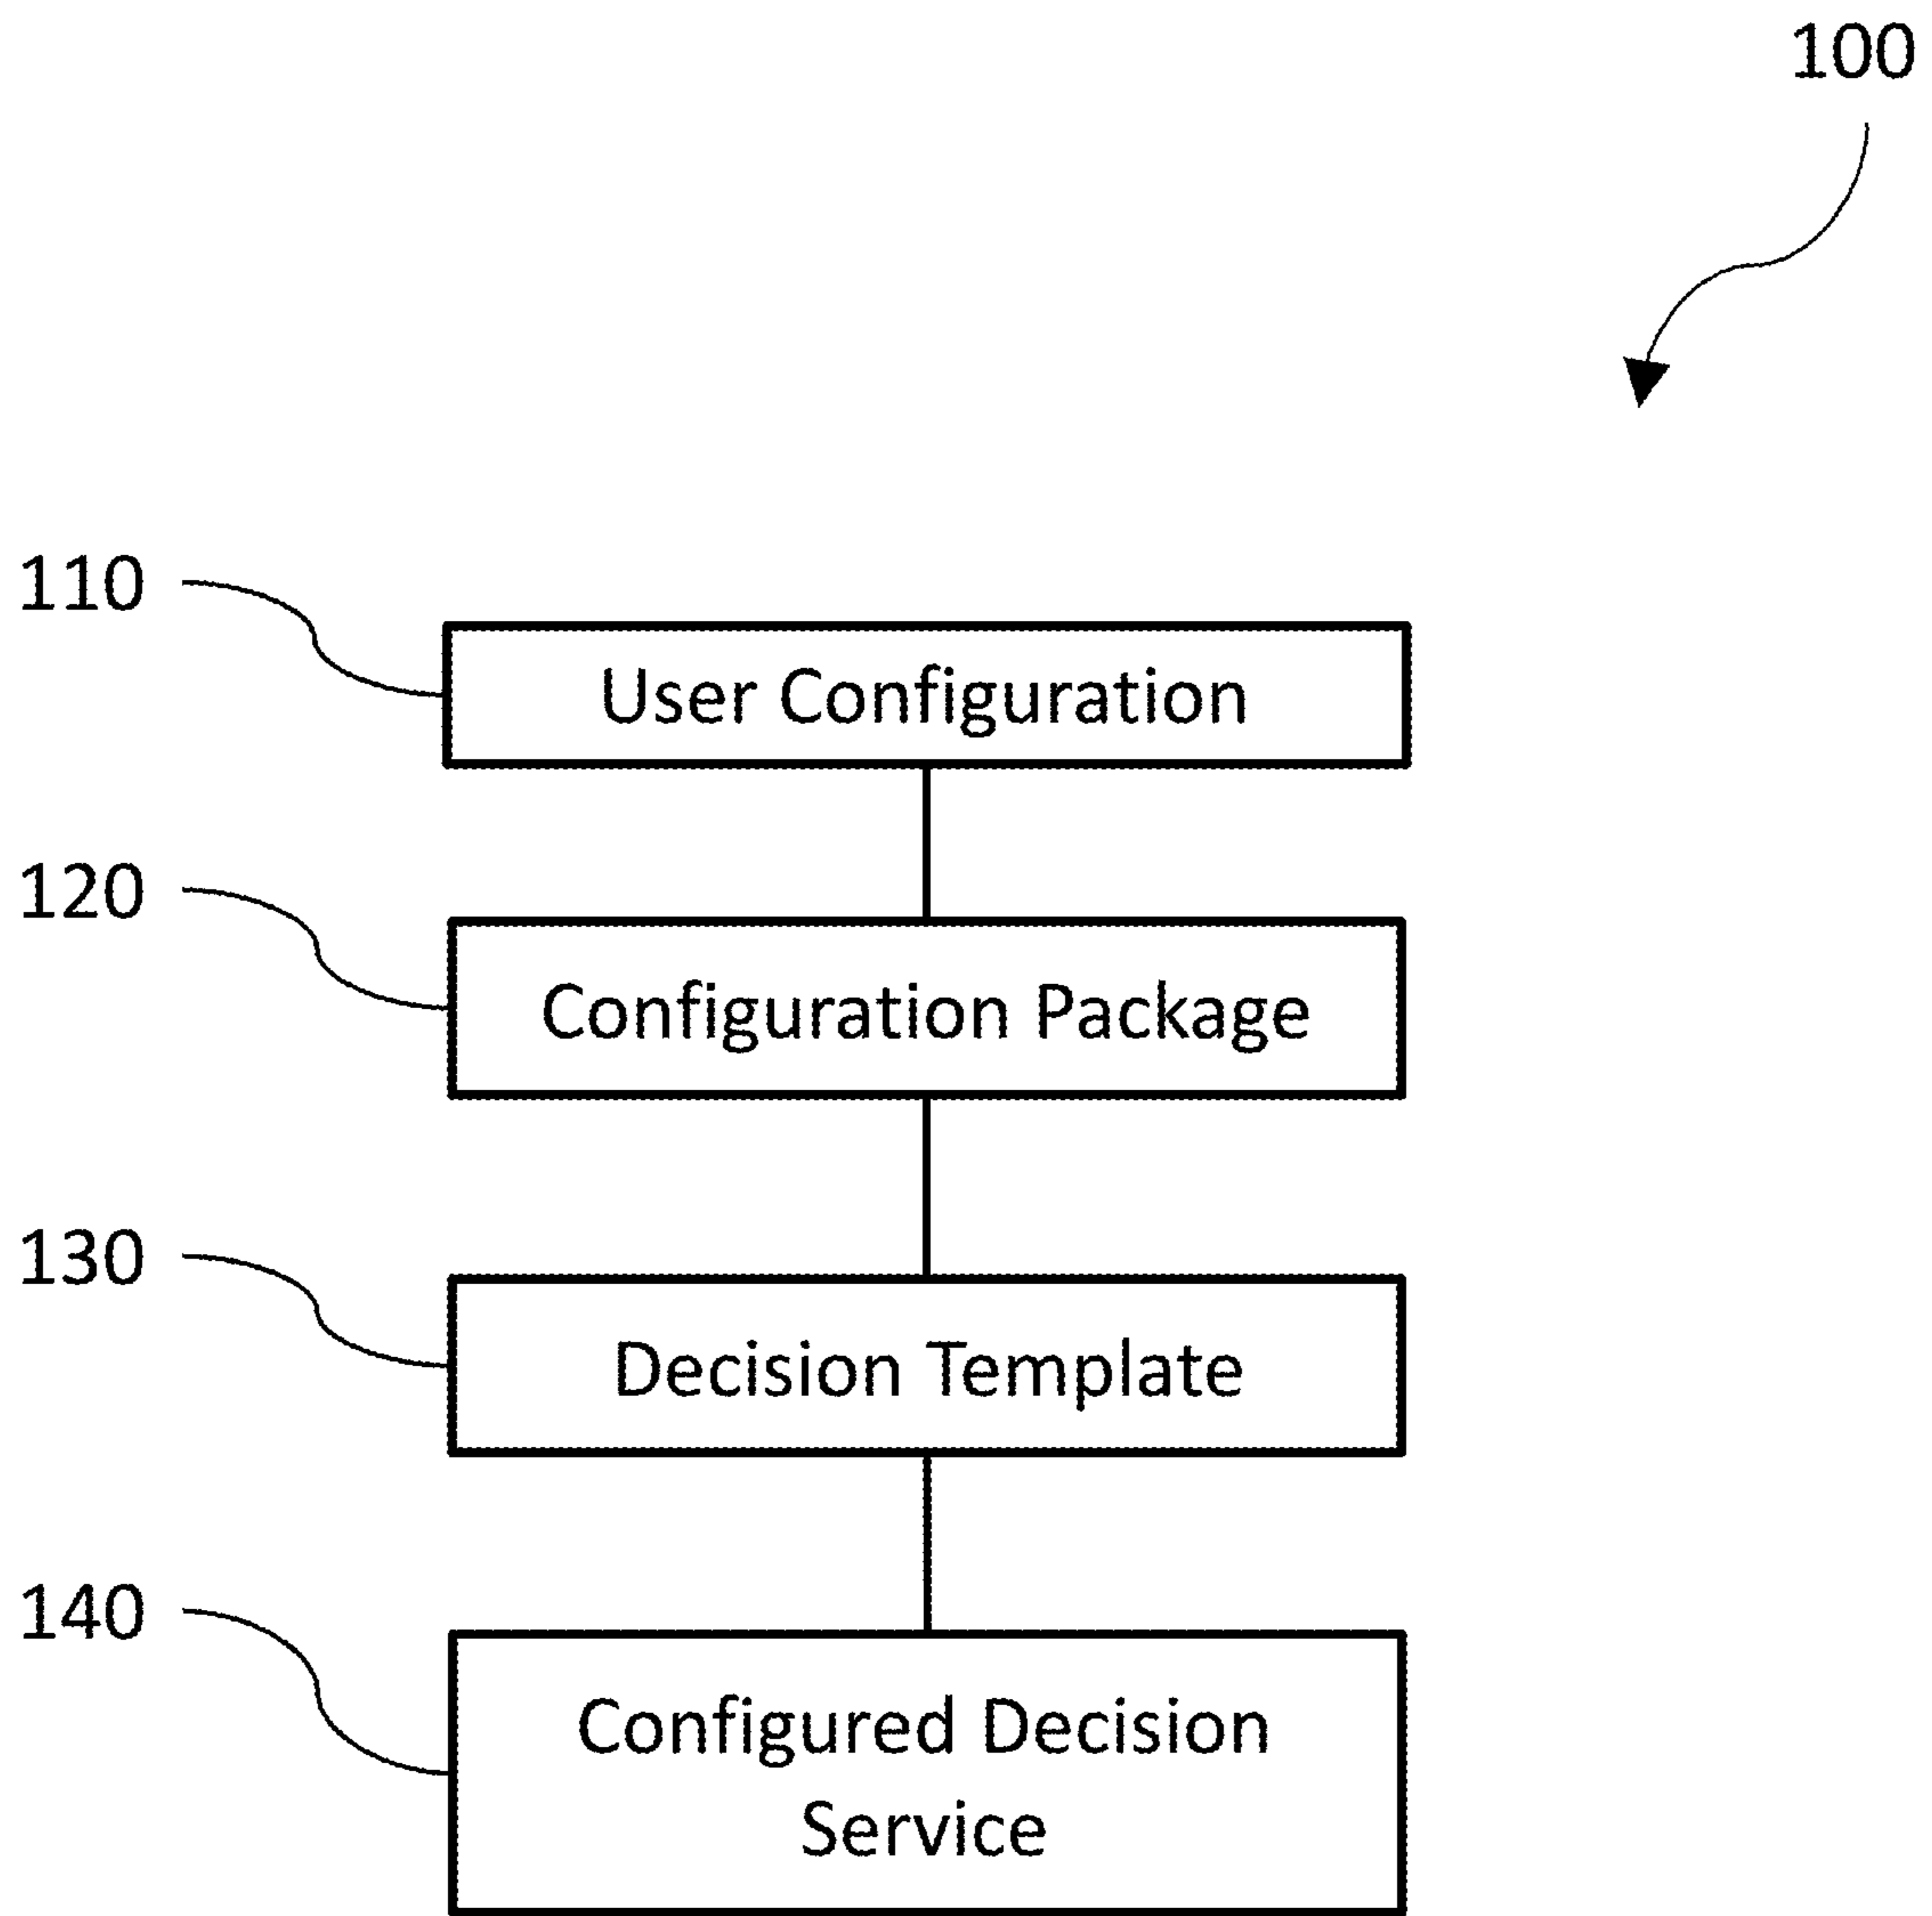 100
110
User Configuration
120
Configuration Package
130
Decision Template
140
Configured Decision
Service